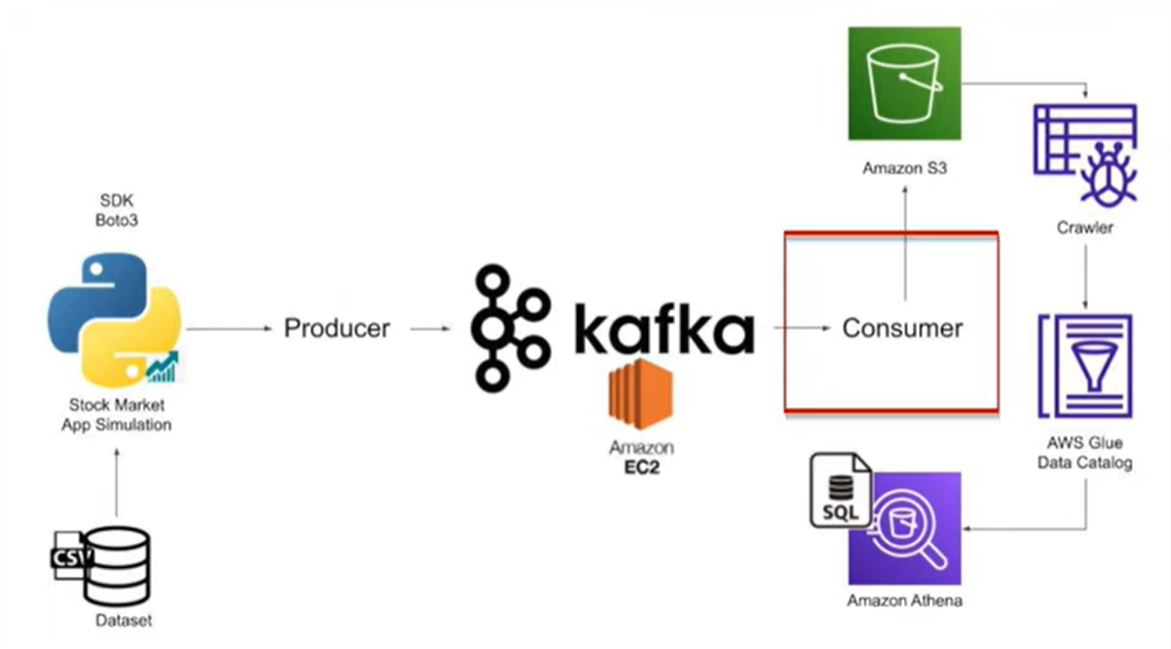 SDK
Boto3
Stock Market
App Simulation
CSV
Dataset
Producer
kafka
Amazon
EC2
Consumer
Amazon S3
Crawler
AWS Glue
Data Catalog
SQL
Amazon Athena